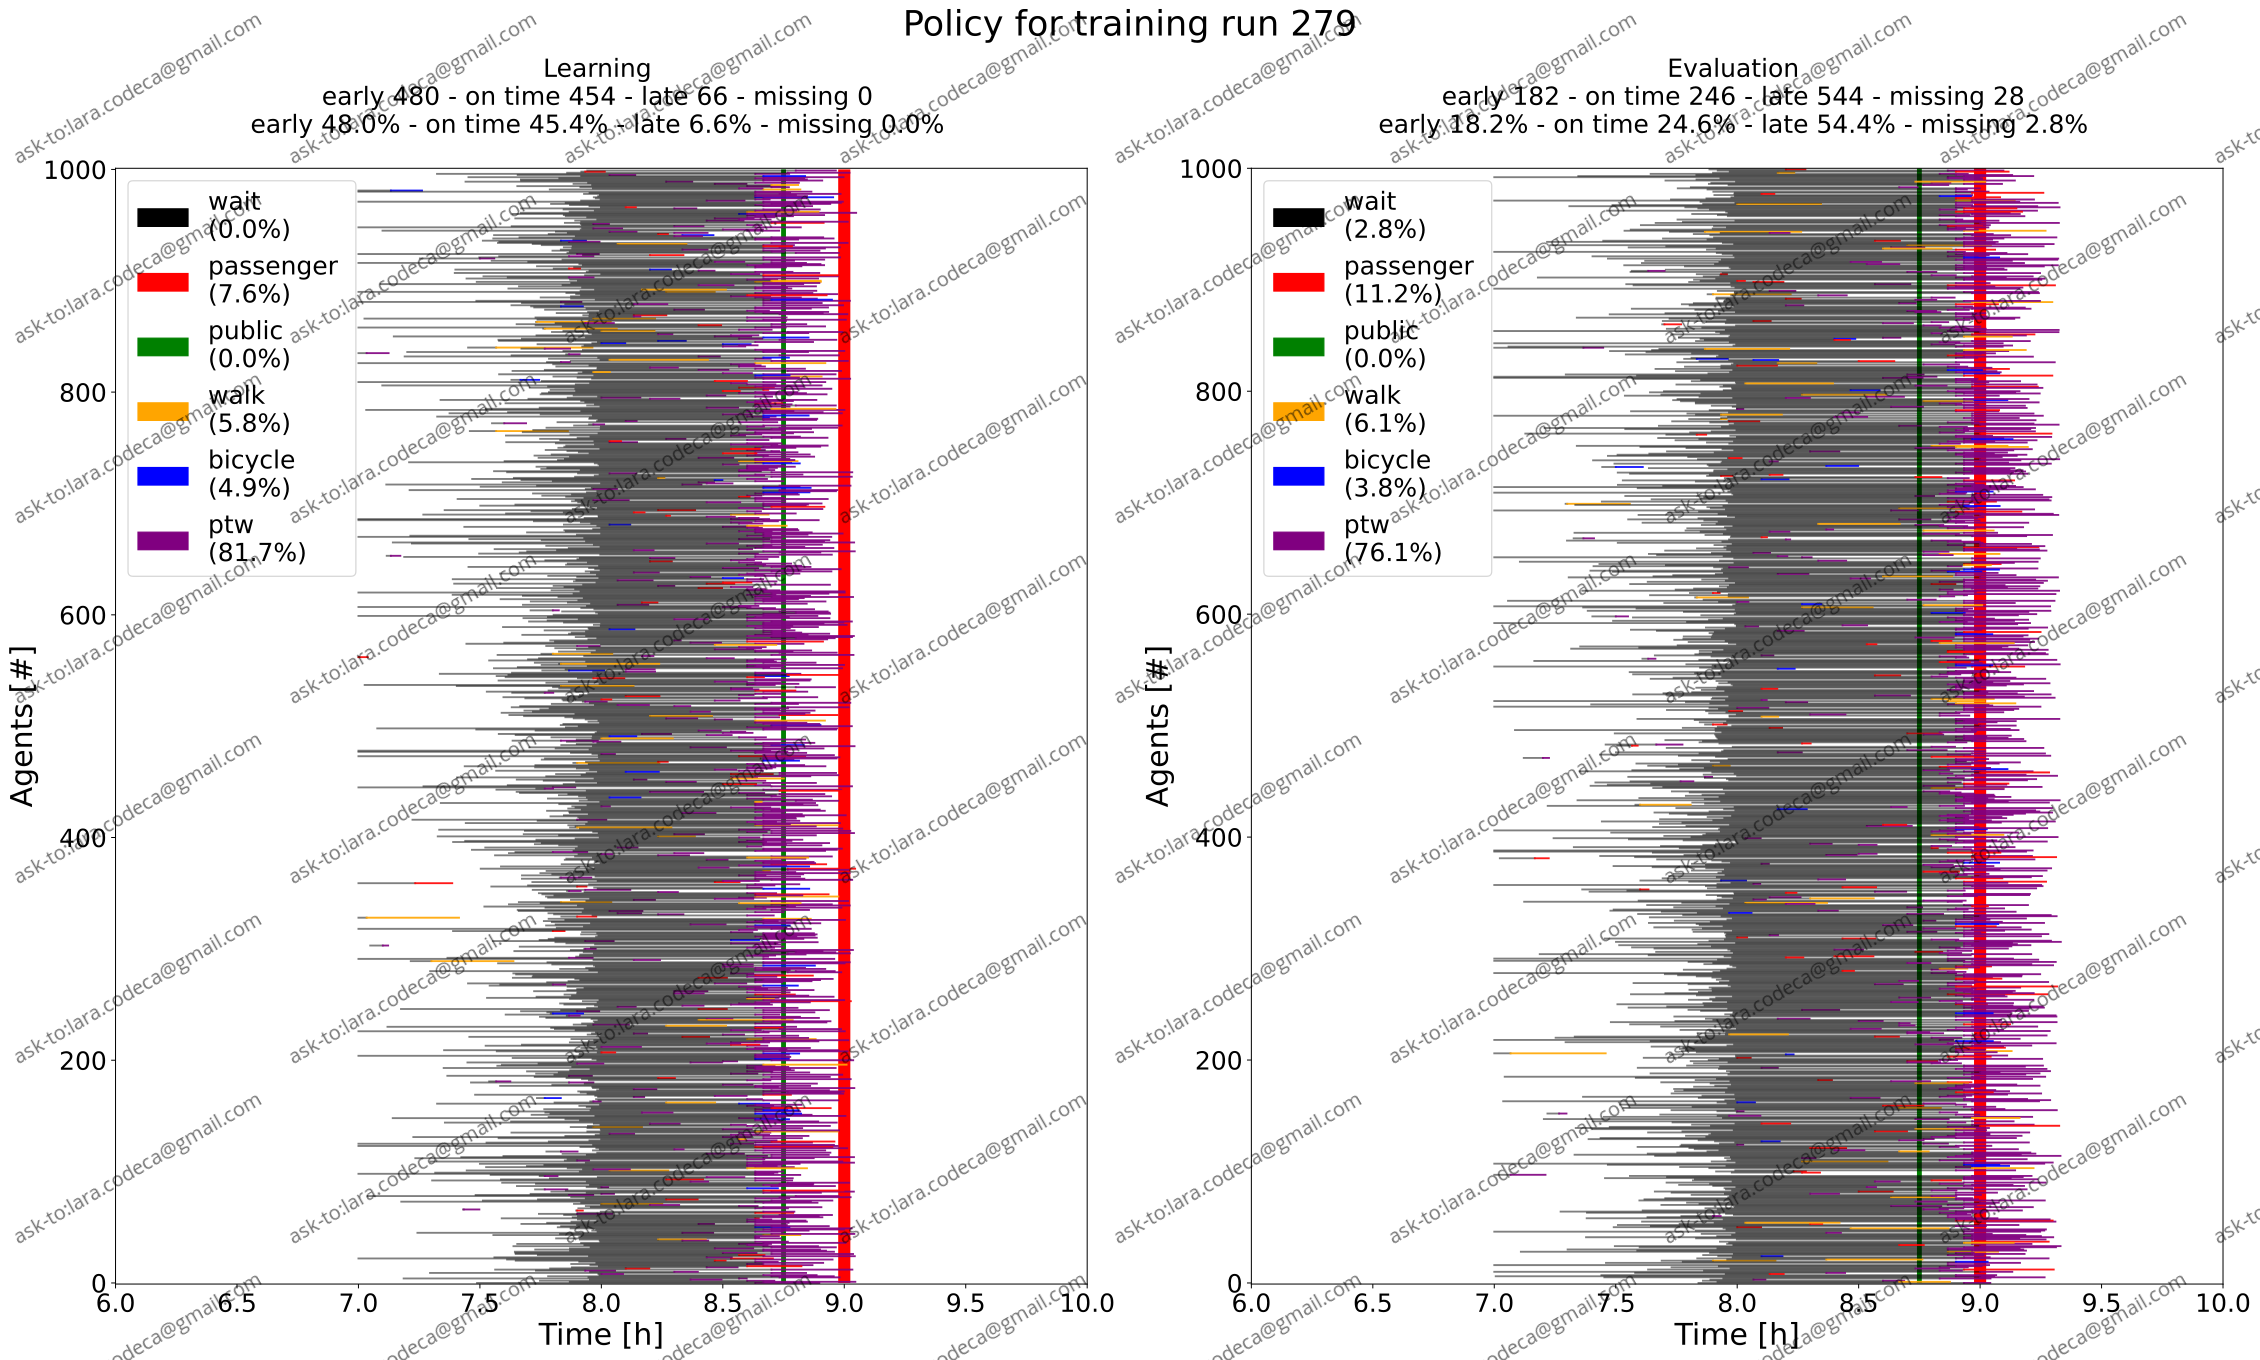 Policy for training run 279
Learning
early 480 - on time 454 - late 66 - missing 0
early 48.0% - on time 45.4% - late 6.6% - missing 0.0%
1000
800
600
400
200
0
Agents [#]
wait
(0.0%)
passenger
(7.6%)
public
(0.0%)
walk
(5.8%)
bicycle
(4.9%)
ptw
(81.7%)
6.0 6.5 7.0 7.5 8.0 8.5 9.0 9.5 10.0
Time [h]
Evaluation
early 182 - on time 246 - late 544 - missing 28
early 18.2% - on time 24.6% - late 54.4% - missing 2.8%
1000
800
600
400
200
0
Agents [#]
wait
(2.8%)
passenger
(11.2%)
public
(0.0%)
walk
(6.1%)
bicycle
(3.8%)
ptw
(76.1%)
6.0 6.5 7.0 7.5 8.0 8.5 9.0 9.5 10.0
Time [h]
ask-to:lara.codeca@gmail.com